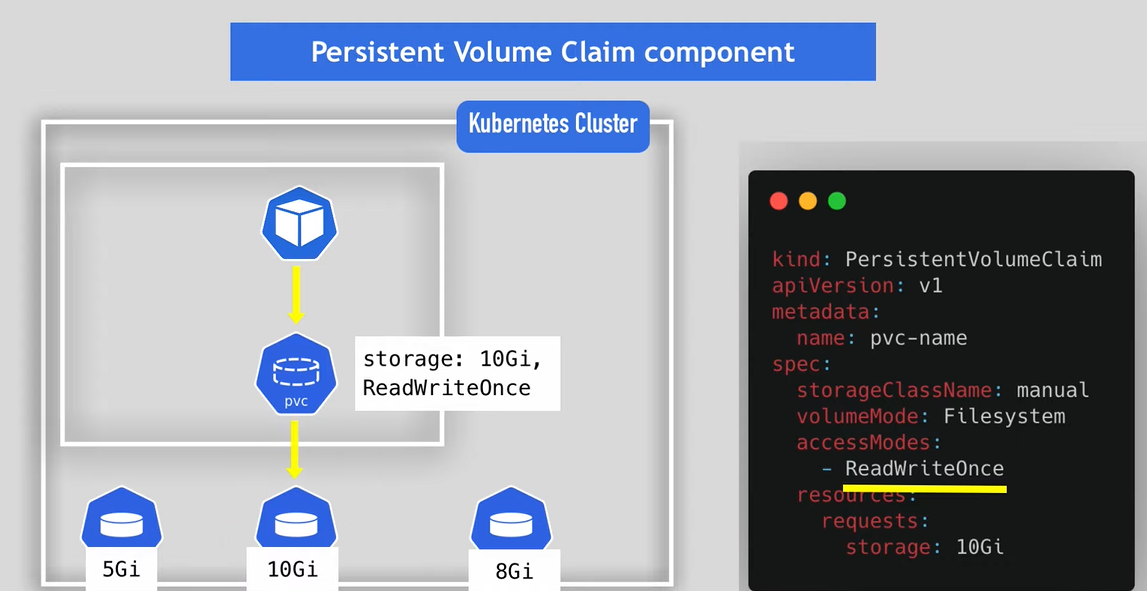 Persistent Volume Claim component
Kubernetes Cluster
pvc
storage: 10Gi,
ReadWriteOnce
5Gi
10Gi
8Gi
kind: PersistentVolumeClaim
apiVersion: v1
metadata:
  name: pvc-name
spec:
  storageClassName: manual
  volumeMode: Filesystem
  accessModes:
    - ReadWriteOnce
  resources:
    requests:
      storage: 10Gi